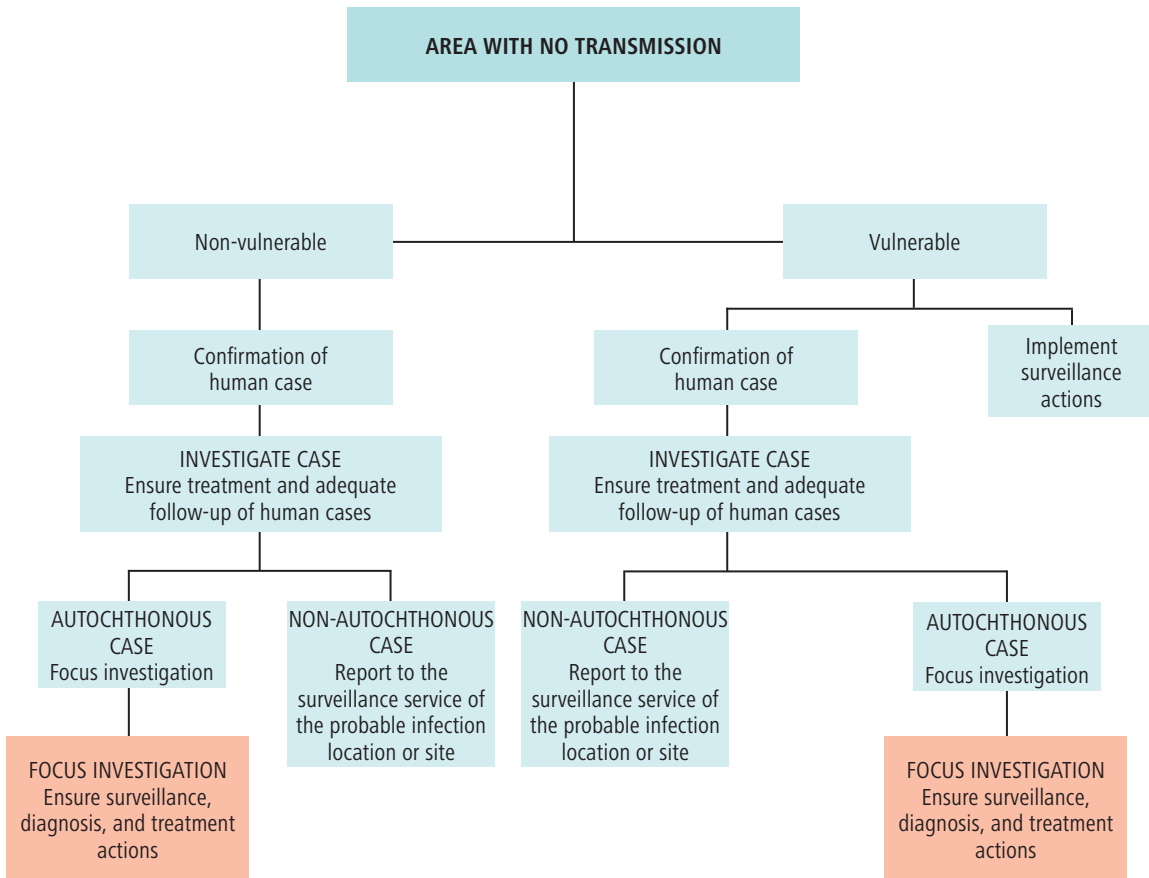 AREA WITH NO TRANSMISSION
Non-vulnerable
Vulnerable
Confirmation of
human case
Confirmation of
human case
Implement
surveillance
actions
INVESTIGATE CASE
Ensure treatment and adequate
follow-up of human cases
INVESTIGATE CASE
Ensure treatment and adequate
follow-up of human cases
AUTOCHTHONOUS
CASE
Focus investigation
NON-AUTOCHTHONOUS
CASE
Report to the
surveillance service of
the probable infection
location or site
NON-AUTOCHTHONOUS
CASE
Report to the
surveillance service of
the probable infection
location or site
AUTOCHTHONOUS
CASE
Focus investigation
FOCUS INVESTIGATION
Ensure surveillance,
diagnosis, and treatment
actions
FOCUS INVESTIGATION
Ensure surveillance,
diagnosis, and treatment
actions